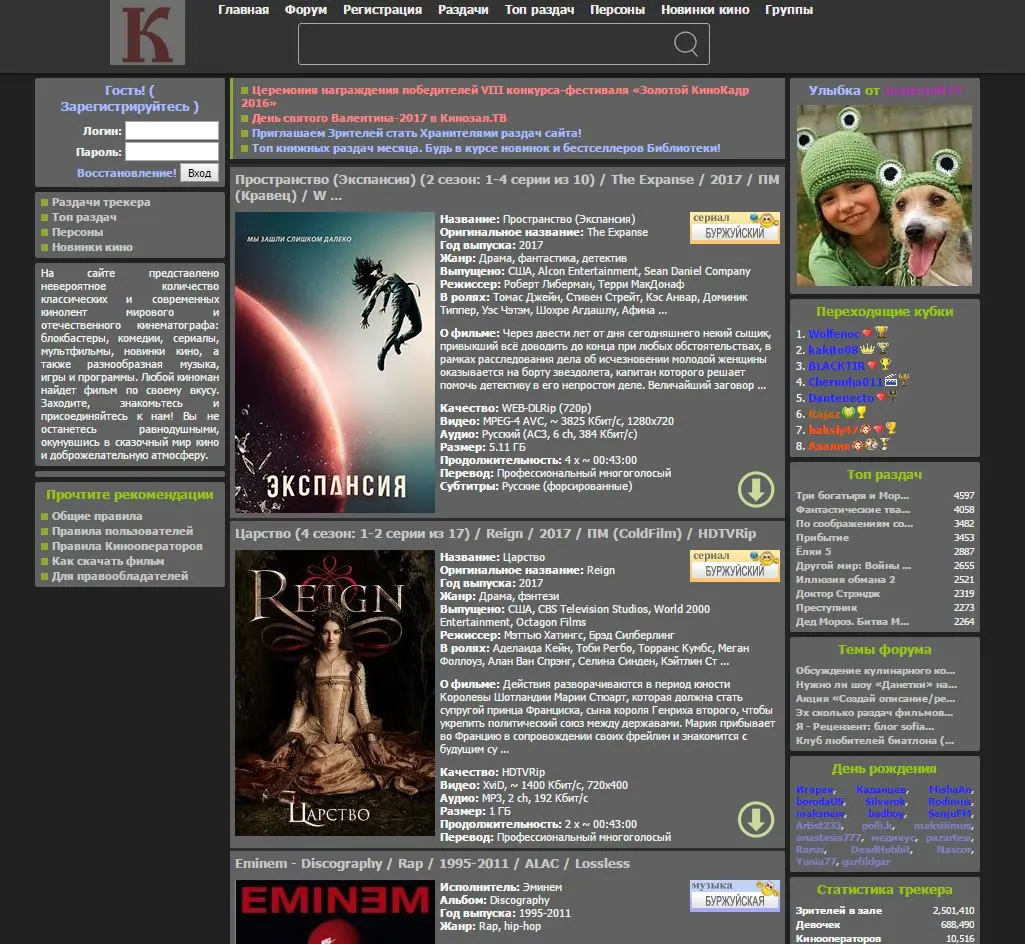 Главная Форум Регистрация Раздачи Топ раздач Персоны Новинки кино Группы
К
Гость! (
Зарегистрируйтесь )
Логин:
Пароль:
Восстановление! Вход
Раздачи трекера
Топ раздач
Персоны
Новинки кино
На сайте представлено
невероятное количество
классических и современных
кинолент мирового и
отечественного кинематографа:
блокбастеры, комедии, сериалы,
мультфильмы, новинки кино, а
также разнообразная музыка,
игры и программы. Любой киноман
найдет фильм по своему вкусу.
Заходите, знакомьтесь и
присоединяйтесь к нам! Вы не
останетесь равнодушными,
окунувшись в сказочный мир кино
и доброжелательную атмосферу.
Прочтите рекомендации
Общие правила
Правила пользователей
Правила Кинооператоров
Как скачать фильм
Для правообладателей
Церемония награждения победителей VIII конкурса-фестиваля «Золотой КиноКадр
2016»
День святого Валентина-2017 в Кинозал.ТВ
Приглашаем Зрителей стать Хранителями раздач сайта!
Топ книжных раздач месяца. Будь в курсе новинок и бестселлеров Библиотеки!
Пространство (Экспансия) (2 сезон: 1-4 серии из 10) / The Expanse / 2017 / ПМ
(Кравец) / W ...
МЫ ЗАШЛИ СЛИШКОМ ДАЛЕКО
ЭКСПАНСИЯ
сериал
БУРЖУЙСКИЙ
Название: Пространство (Экспансия)
Оригинальное название: The Expanse
Год выпуска: 2017
Жанр: Драма, фантастика, детектив
Выпущено: США, Alcon Entertainment, Sean Daniel Company
Режиссер: Роберт Либерман, Терри МакДонаф
В ролях: Томас Джейн, Стивен Стрейт, Кэс Анвар, Доминик
Типпер, Уэс Чэтэм, Шохре Агдашлу, Афина ...
О фильме: Через двести лет от дня сегодняшнего некий сыщик,
привыкший всё доводить до конца при любых обстоятельствах, в
рамках расследования дела об исчезновении молодой женщины
оказывается на борту звездолета, капитан которого решает
помочь детективу в его непростом деле. Величайший заговор ...
Качество: WEB-DLRip (720p)
Видео: MPEG-4 AVC, ~ 3825 Кбит/с, 1280x720
Аудио: Русский (AC3, 6 ch, 384 Кбит/с)
Размер: 5.11 ГБ
Продолжительность: 4 x ~ 00:43:00
Перевод: Профессиональный многоголосый
Субтитры: Русские (форсированные)
Царство (4 сезон: 1-2 серии из 17) / Reign / 2017 / ПМ (ColdFilm) / HDTVRip
REIGN
ЦАРСТВО
сериал
БУРЖУЙСКИЙ
Название: Царство
Оригинальное название: Reign
Год выпуска: 2017
Жанр: Драма, фэнтези
Выпущено: США, CBS Television Studios, World 2000
Entertainment, Octagon Films
Режиссер: Мэттью Хатингс, Брэд Силберлинг
В ролях: Аделаида Кейн, Тоби Регбо, Торранс Кумбс, Меган
Фоллоуз, Алан Ван Спрэнг, Селина Синден, Кэйтлин Ст ...
О фильме: Действия разворачиваются в период юности
Королевы Шотландии Марии Стюарт, которая должна стать
супругой принца Франциска, сына короля Генриха второго, чтобы
укрепить политический союз между державами. Мария прибывает
во Францию в сопровождении своих фрейлин и знакомится с
будущим су ...
Качество: HDTVRip
Видео: XviD, ~ 1400 Кбит/с, 720x400
Аудио: MP3, 2 ch, 192 Кбит/с
Размер: 1 ГБ
Продолжительность: 2 x ~ 00:43:00
Перевод: Профессиональный многоголосый
Eminem - Discography / Rap / 1995-2011 / ALAC / Lossless
EMINEM
музыка
БУРЖУЙСКАЯ
Исполнитель: Эминем
Альбом: Discography
Год выпуска: 1995-2011
Жанр: Rap, hip-hop
Улыбка от
Переходящие кубки
1. Wolfenoc
2. kakito08
3. BLACKTIR
4. Chernuha011
5. Dantenecto
6. Rajaz
7. haksly47
8. Ааалия
Топ раздач
Три богатыря и Мор... 4597
Фантастические тва... 4058
По соображениям со... 3482
Прибытие 3453
Ёлки 5 2887
Другой мир: Войны ... 2655
Иллюзия обмана 2 2521
Доктор Стрэндж 2319
Преступник 2273
Дед Мороз. Битва М... 2264
Темы форума
Обсуждение кулинарного ко...
Нужно ли шоу «Данетки» на...
Акция «Создай описание/ре...
Эх сколько раздач фильмов...
Я - Рецензент: блог sofia...
Клуб любителей биатлона (...
День рождения
Игарек, Каданцев, MishaAn,
borodaUS, Silverok, Rodimus,
maksnew, badboy, SenjuFM,
Artist233, polli.k, maksiiimus,
anastasia777, медикус, pazartesi,
Rarus, DeadHobbit, Nascor,
Yunia77, garfildgar
Статистика трекера
Зрителей в зале 2,501,410
Девочек 688,490
Кинооператоров 10,516